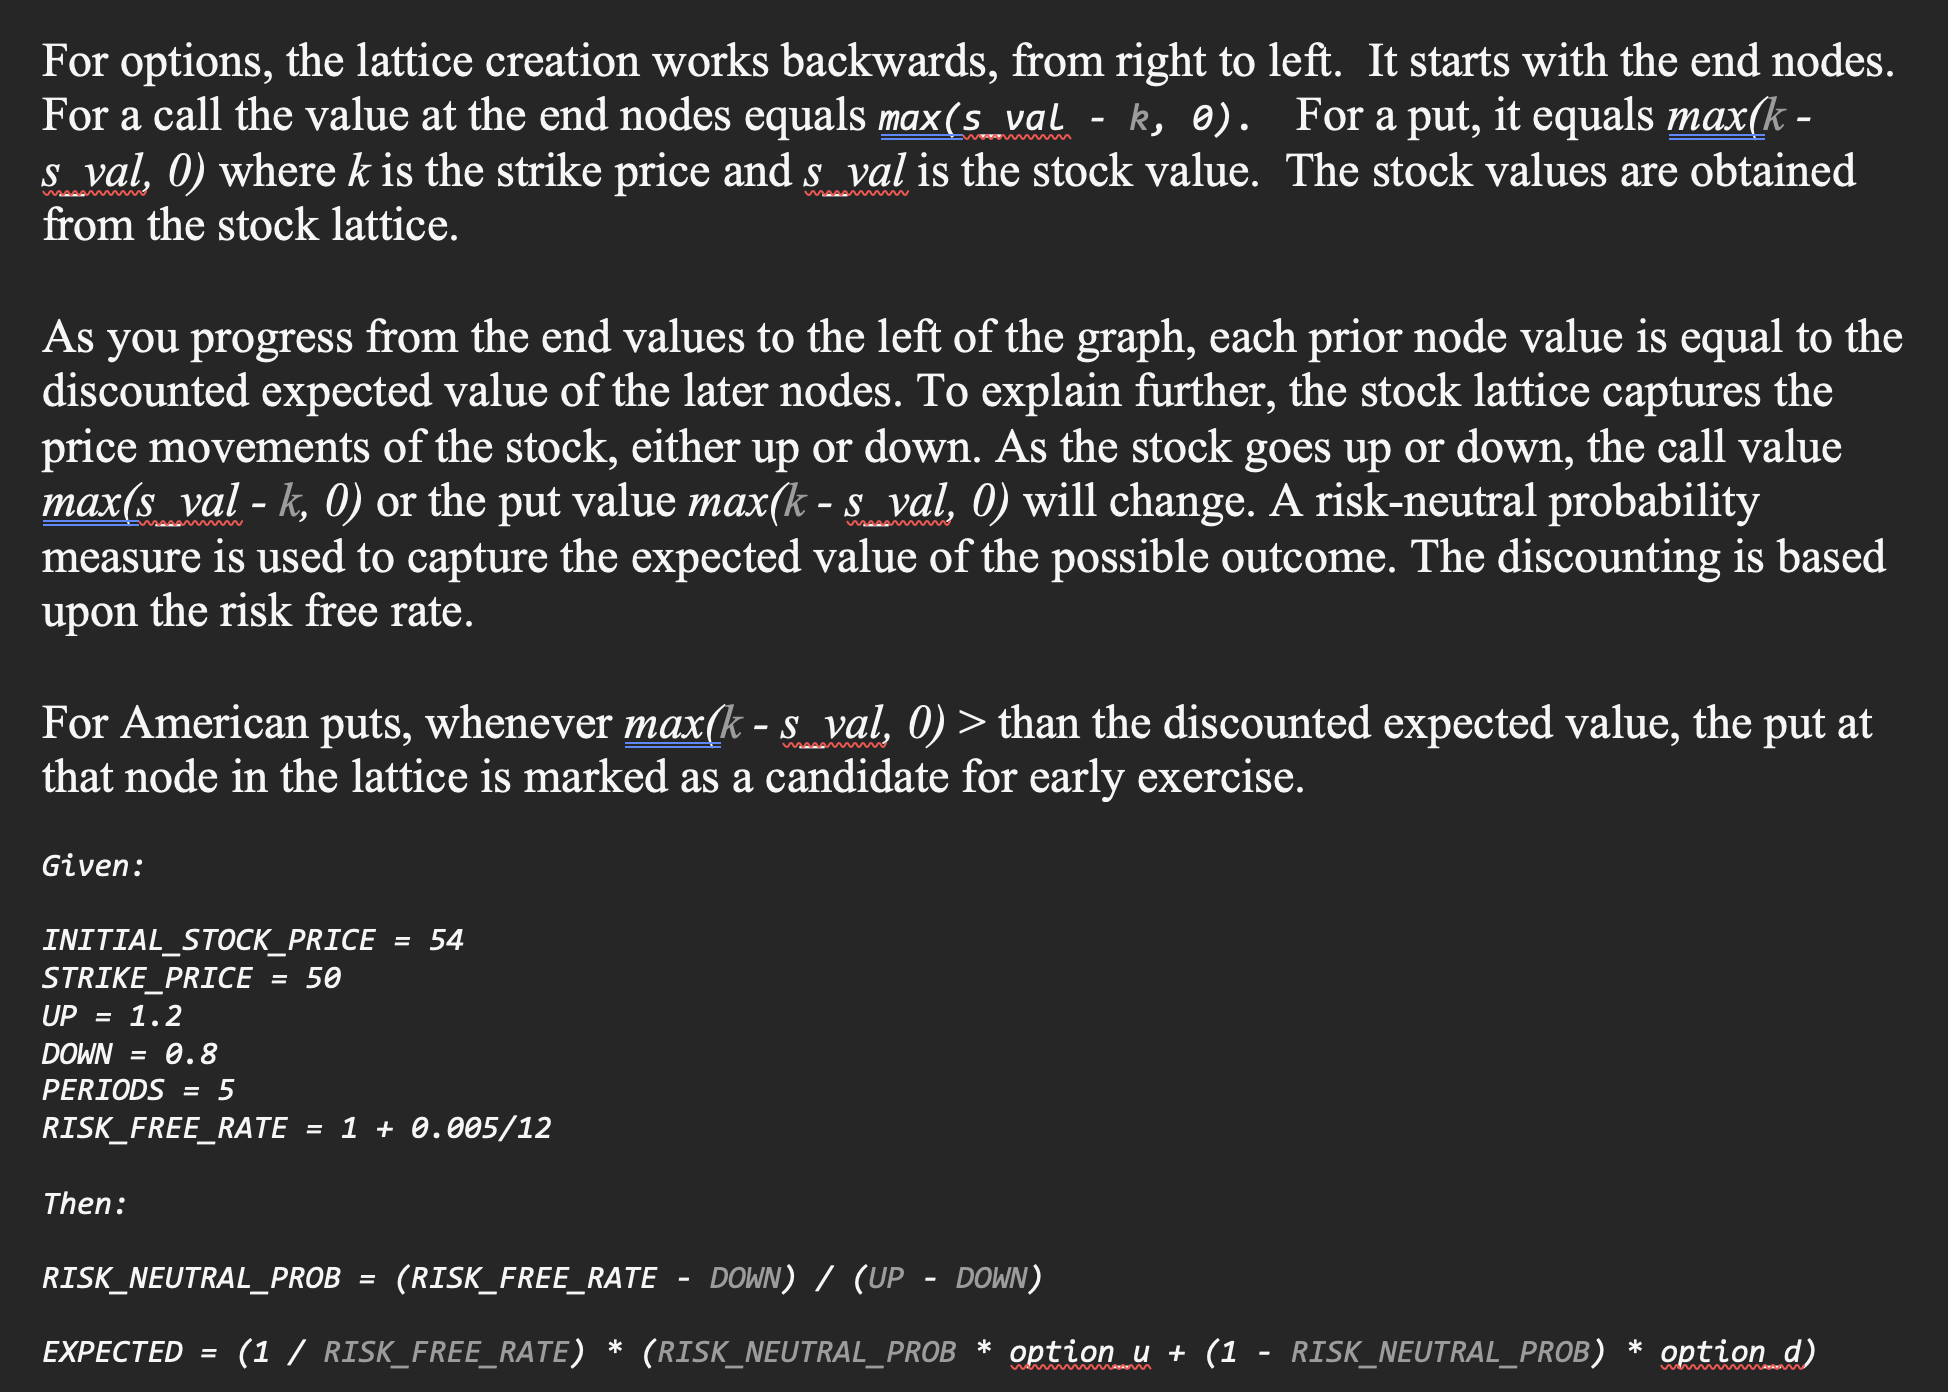 For options, the lattice creation works backwards, from right to left.  It starts with the end nodes.
For a call the value at the end nodes equals max(s_val - k, 0).   For a put, it equals max(k -
s_val, 0) where k is the strike price and s_val is the stock value.  The stock values are obtained
from the stock lattice.
As you progress from the end values to the left of the graph, each prior node value is equal to the
discounted expected value of the later nodes. To explain further, the stock lattice captures the
price movements of the stock, either up or down. As the stock goes up or down, the call value
max(s_val - k, 0) or the put value max(k - s_val, 0) will change. A risk-neutral probability
measure is used to capture the expected value of the possible outcome. The discounting is based
upon the risk free rate.
For American puts, whenever max(k - s_val, 0) > than the discounted expected value, the put at
that node in the lattice is marked as a candidate for early exercise.
Given:
INITIAL_STOCK_PRICE = 54
STRIKE_PRICE = 50
UP = 1.2
DOWN = 0.8
PERIODS = 5
RISK_FREE_RATE = 1 + 0.005/12
Then:
RISK_NEUTRAL_PROB = (RISK_FREE_RATE - DOWN) / (UP - DOWN)
EXPECTED = (1 / RISK_FREE_RATE) * (RISK_NEUTRAL_PROB * option_u + (1 - RISK_NEUTRAL_PROB) * option_d)